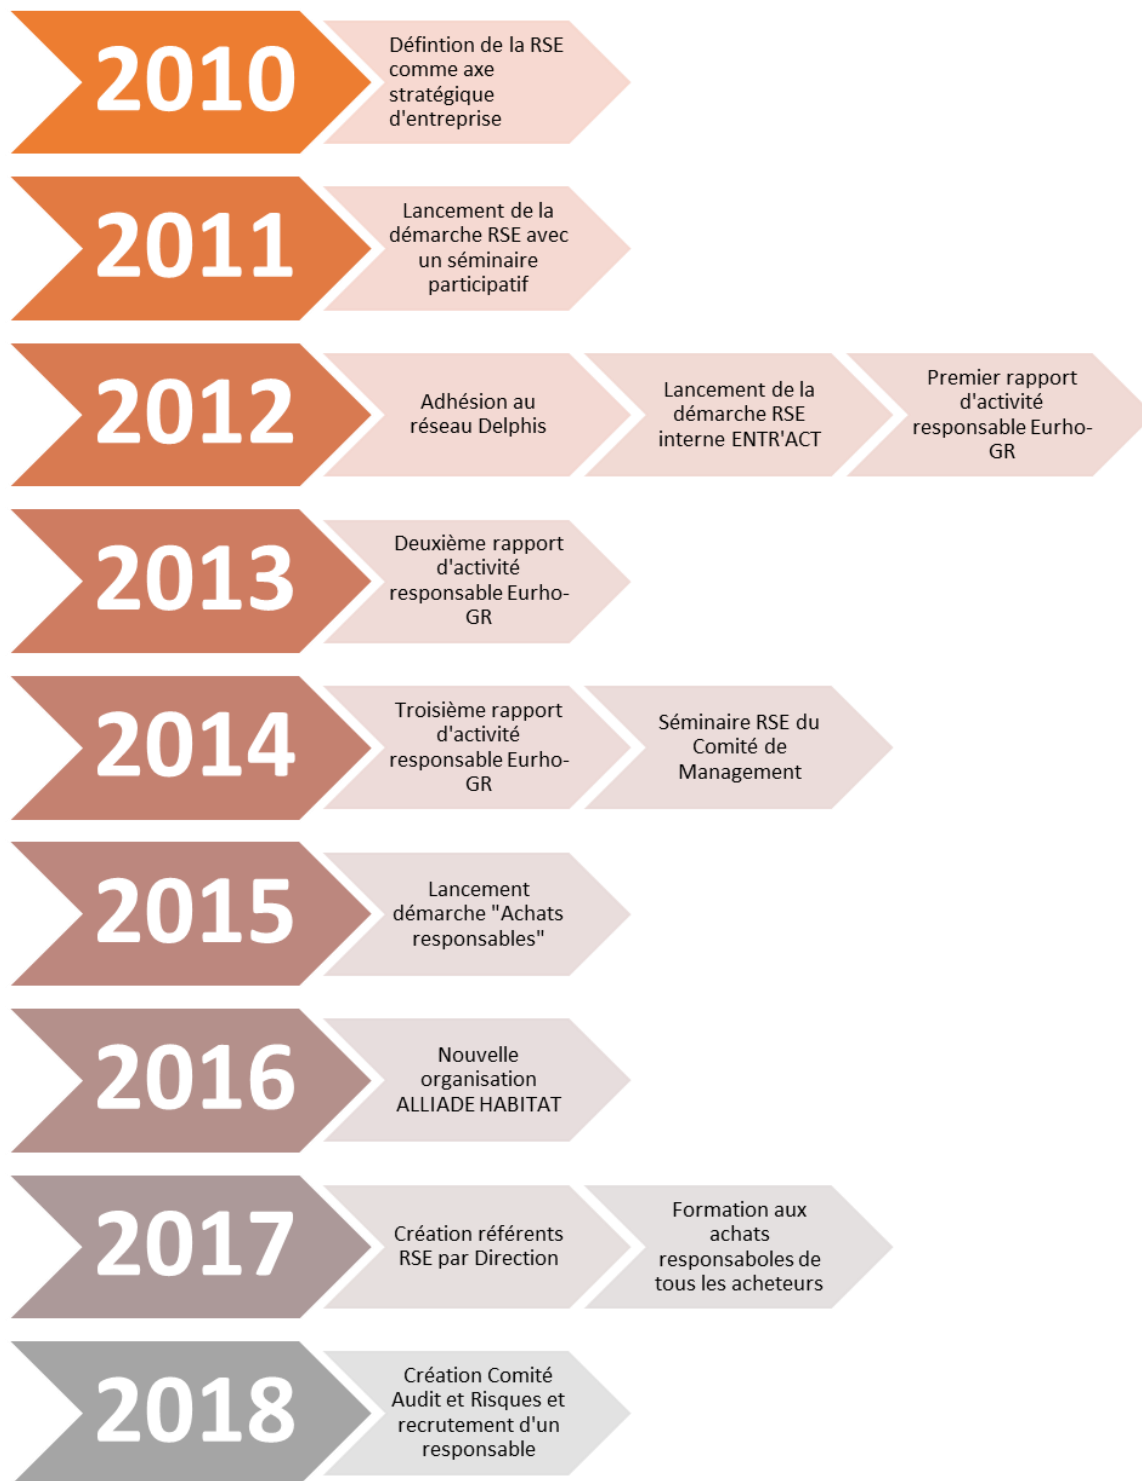 2010
Défintion de la RSE
comme axe
stratégique
d'entreprise
2011
Lancement de la
démarche RSE avec
un séminaire
participatif
2012
Adhésion au
réseau Delphis
Lancement de la
démarche RSE
interne ENTR'ACT
Premier rapport
d'activité
responsable Eurho-
GR
2013
Deuxième rapport
d'activité
responsable Eurho-
GR
2014
Troisième rapport
d'activité
responsable Eurho-
GR
Séminaire RSE du
Comité de
Management
2015
Lancement
démarche "Achats
responsables"
2016
Nouvelle
organisation
ALLIADE HABITAT
2017
Création référents
RSE par Direction
Formation aux
achats
responsaboles de
tous les acheteurs
2018
Création Comité
Audit et Risques et
recrutement d'un
responsable